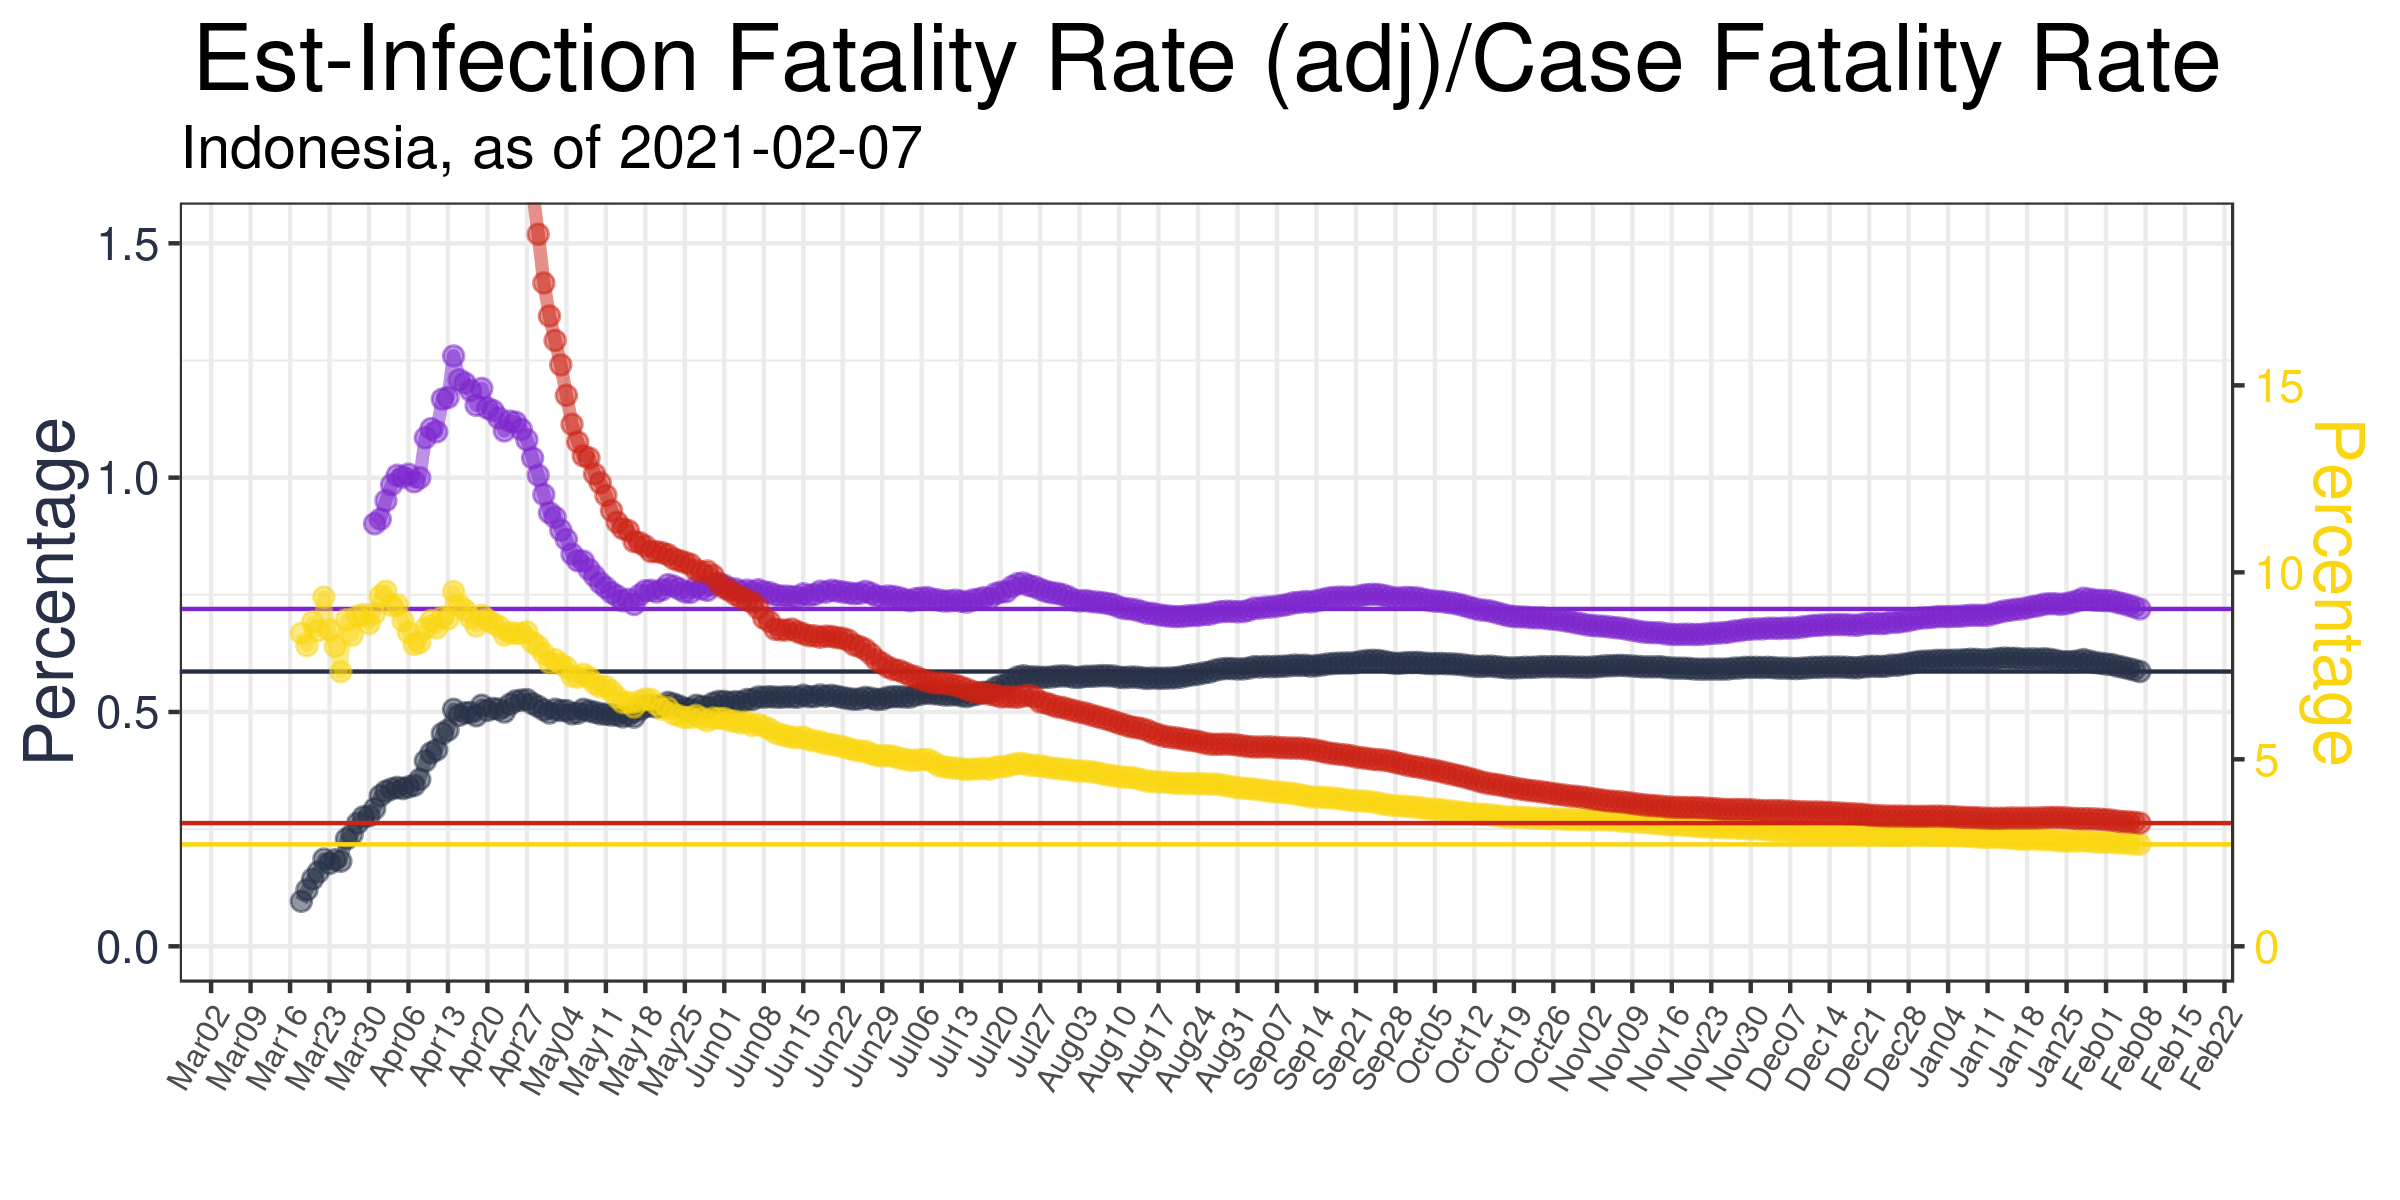 Est-Infection Fatality Rate (adj)/Case Fatality Rate
Indonesia, as of 2021-02-07
Percentage
1.5
1.0
0.5
0.0
15
10
5
0
Percentage
Mar02
Mar09
Mar16
Mar23
Mar30
Apr06
Apr13
Apr20
Apr27
May04
May11
May18
May25
Jun01
Jun08
Jun15
Jun22
Jun29
Jul06
Jul13
Jul20
Jul27
Aug03
Aug10
Aug17
Aug24
Aug31
Sep07
Sep14
Sep21
Sep28
Oct05
Oct12
Oct19
Oct26
Nov02
Nov09
Nov16
Nov23
Nov30
Dec07
Dec14
Dec21
Dec28
Jan04
Jan11
Jan18
Jan25
Feb01
Feb08
Feb15
Feb22